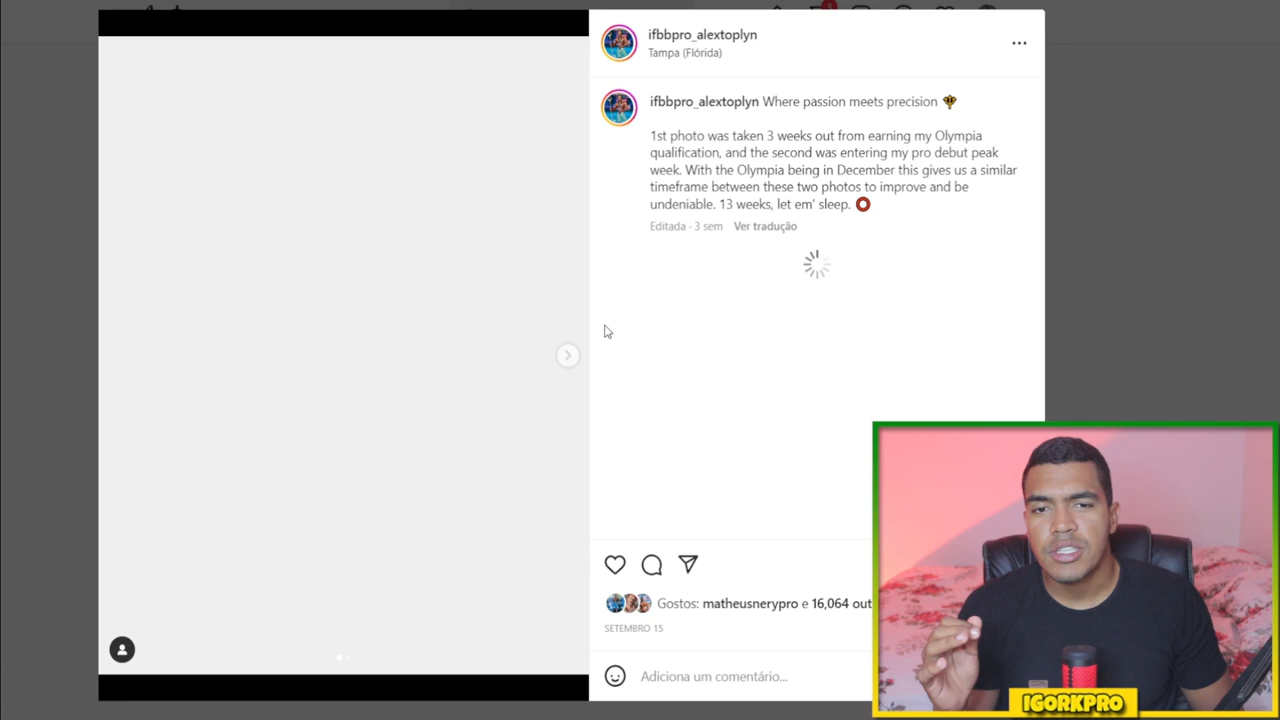 ifbbpro_alextoplyn
Tampa (Flórida)
ifbbpro_alextoplyn Where passion meets precision
1st photo was taken 3 weeks out from earning my Olympia
qualification, and the second was entering my pro debut peak
week. With the Olympia being in December this gives us a similar
timeframe between these two photos to improve and be
undeniable. 13 weeks, let em’ sleep. ⭕
Editada · 3 sem Ver tradução
Gostos: matheusnerypro e 16,064 out
SETEMBRO 15
Adiciona um comentário...
IGORKPRO